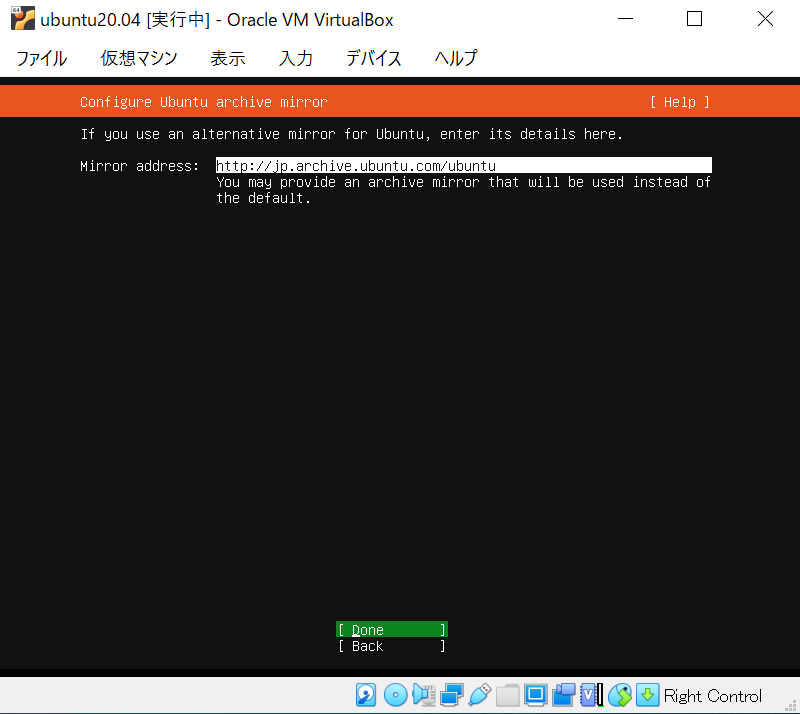 ubuntu20.04 [実行中] - Oracle VM VirtualBox
ファイル 仮想マシン 表示 入力 デバイス ヘルプ
Configure Ubuntu archive mirror [ Help ]
If you use an alternative mirror for Ubuntu, enter its details here.
Mirror address: http://jp.archive.ubuntu.com/ubuntu
You may provide an archive mirror that will be used instead of
the default.
[ Done ]
[ Back ]
Right Control